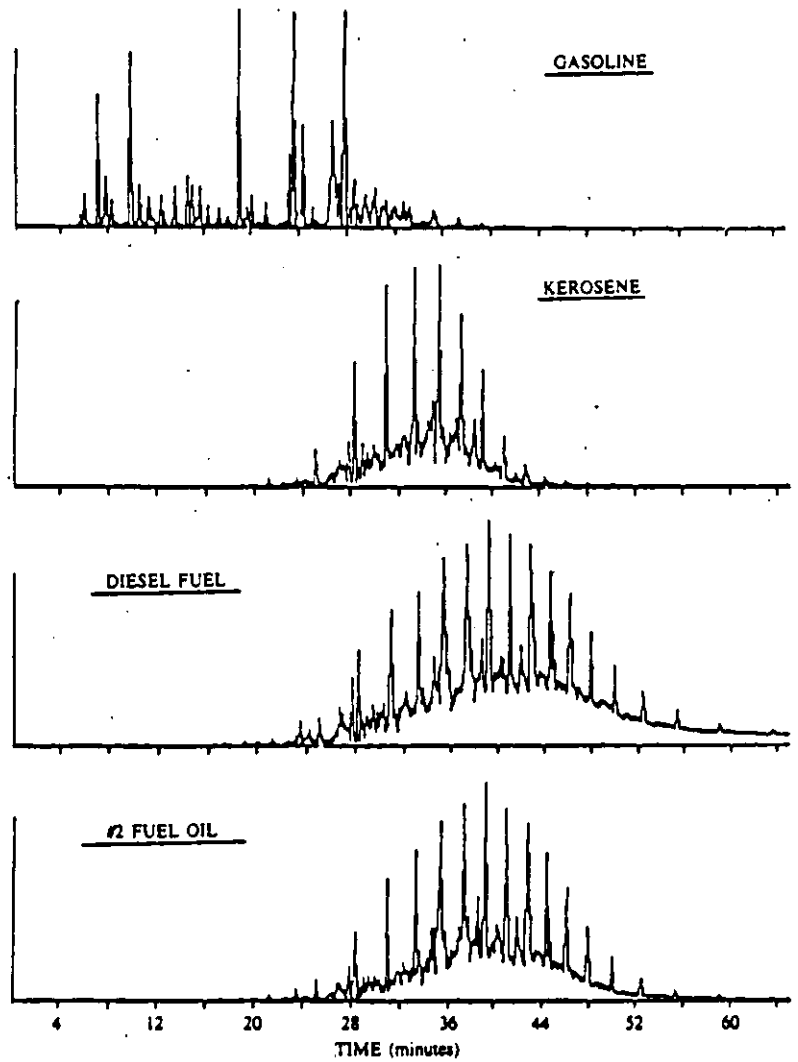 GASOLINE
KEROSENE
DIESEL FUEL
#2 FUEL OIL
4 12 20 28 36 44 52 60
TIME (minutes)